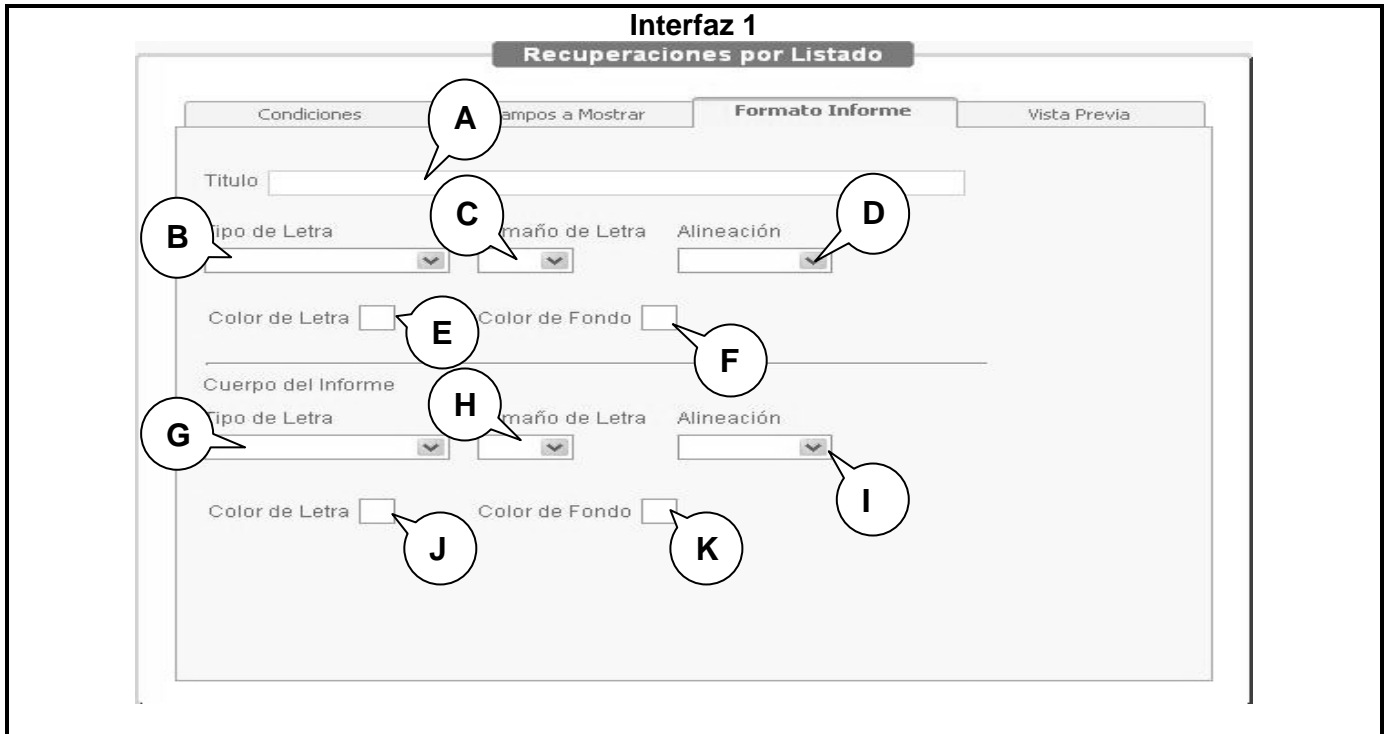 Interfaz 1
Recuperaciones por Listado
Condiciones A ampos a Mostrar Formato Informe Vista Previa
Titulo
B ipo de Letra C maño de Letra Alineación D
Color de Letra E Color de Fondo F
Cuerpo del Informe
G ipo de Letra H maño de Letra Alineación I
Color de Letra J Color de Fondo K